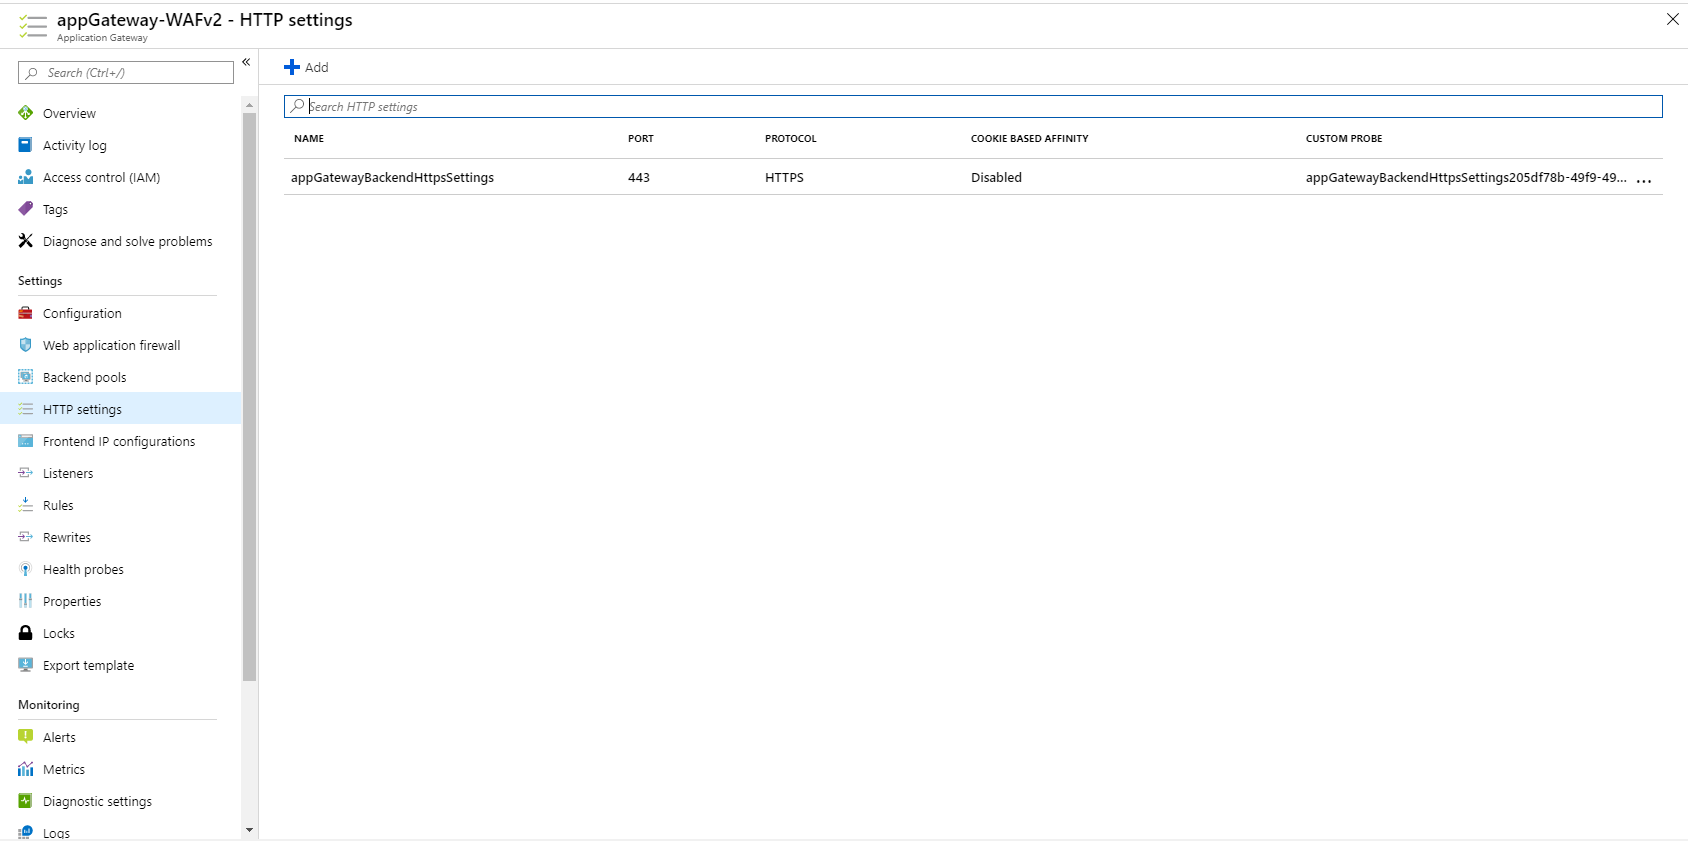 appGateway-WAFv2 - HTTP settings
Application Gateway
Search (Ctrl+/)
«
Overview
Activity log
Access control (IAM)
Tags
Diagnose and solve problems
Settings
Configuration
Web application firewall
Backend pools
HTTP settings
Frontend IP configurations
Listeners
Rules
Rewrites
Health probes
Properties
Locks
Export template
Monitoring
Alerts
Metrics
Diagnostic settings
Logs
Add
Search HTTP settings
NAME PORT PROTOCOL COOKIE BASED AFFINITY CUSTOM PROBE
appGatewayBackendHttpsSettings 443 HTTPS Disabled appGatewayBackendHttpsSettings205df78b-49f9-49... ...